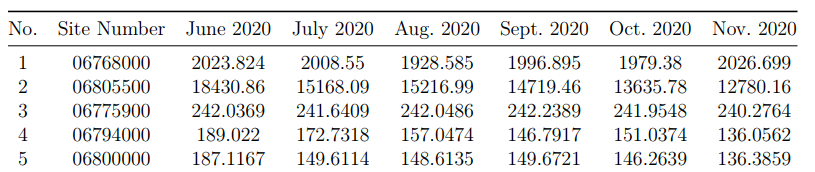 No. Site Number June 2020 July 2020 Aug. 2020 Sept. 2020 Oct. 2020 Nov. 2020
1 06768000 2023.824 2008.55 1928.585 1996.895 1979.38 2026.699
2 06805500 18430.86 15168.09 15216.99 14719.46 13635.78 12780.16
3 06775900 242.0369 241.6409 242.0486 242.2389 241.9548 240.2764
4 06794000 189.022 172.7318 157.0474 146.7917 151.0374 136.0562
5 06800000 187.1167 149.6114 148.6135 149.6721 146.2639 136.3859